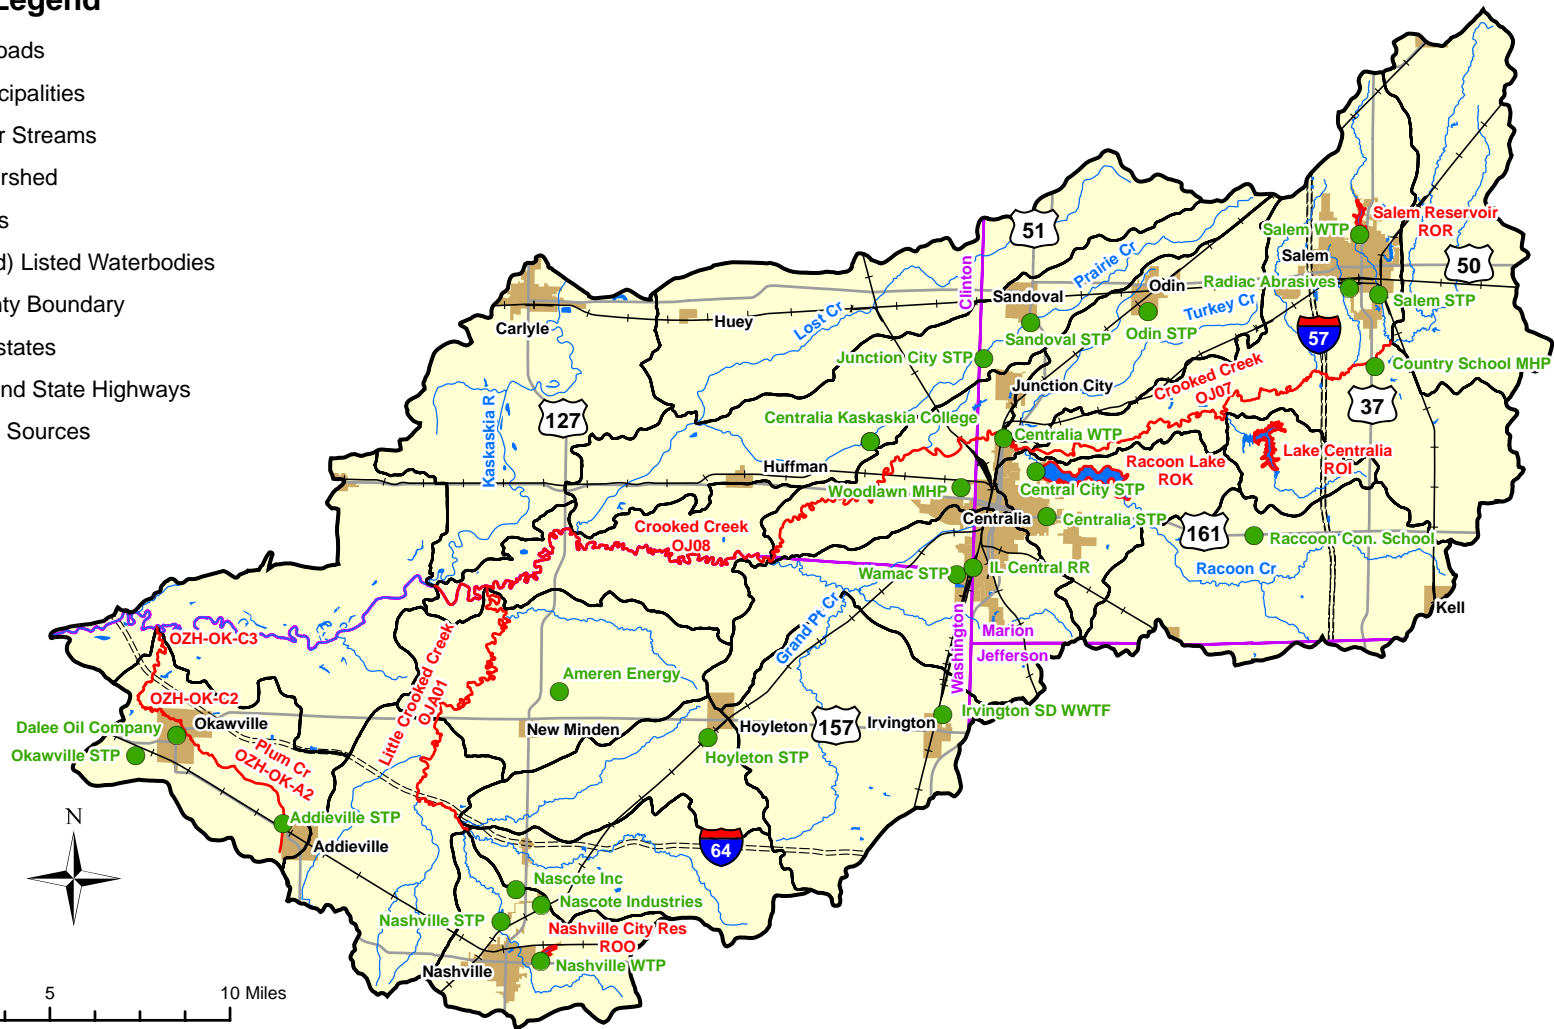 Legend
oads
cipalities
r Streams
rshed
s
d) Listed Waterbodies
nty Boundary
states
nd State Highways
Sources
Salem Reservoir
ROR
Salem WTP
Salem
50
51
Clinton
Prairie Cr
Sandoval
Odin
Radiac Abrasives
Salem STP
Turkey Cr
Carlyle
Huey
Lost Cr
Sandoval STP
Odin STP
57
Junction City STP
Country School MHP
Junction City
Crooked Creek
OJ07
37
127
Kaskaskia R
Centralia Kaskaskia College
Centralia WTP
Lake Centralia
ROI
Huffman
Racoon Lake
ROK
Woodlawn MHP
Central City STP
Centralia
Centralia STP
Crooked Creek
OJ08
161
Raccoon Con. School
Wamac STP
IL Central RR
Racoon Cr
Kell
Grand Pt Cr
Washington
Marion
Jefferson
OZH-OK-C3
Little Crooked Creek
OJA01
Ameren Energy
OZH-OK-C2
Dalee Oil Company
Okawville
New Minden
Hoyleton
157
Irvington
Irvington SD WWTF
Okawville STP
Plum Cr
OZH-OK-A2
Hoyleton STP
N
Addieville STP
Addieville
64
Nascote Inc
Nascote Industries
Nashville STP
Nashville City Res
ROO
Nashville
Nashville WTP
5
10 Miles